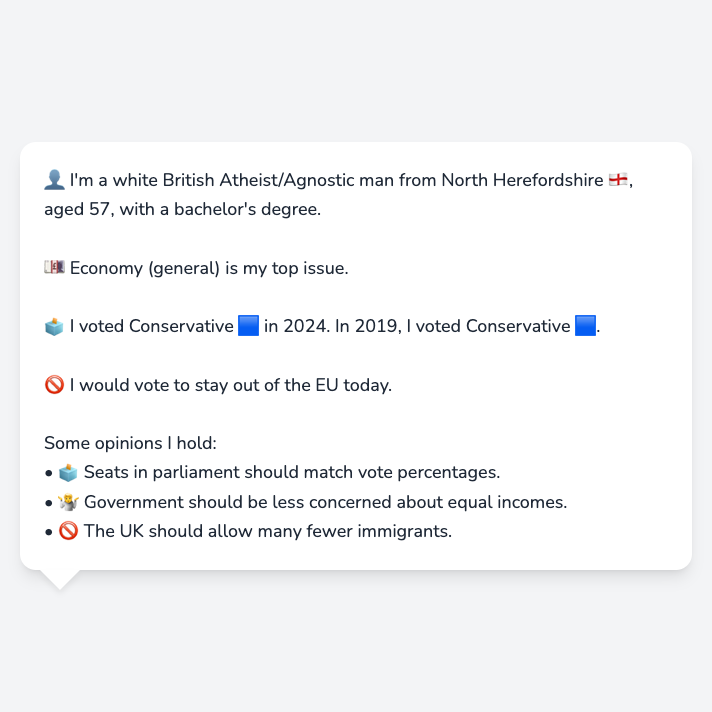 👤 I'm a white British Atheist/Agnostic man from North Herefordshire 🏴󠁧󠁢󠁥󠁮󠁧󠁿,
aged 57, with a bachelor's degree.
💷 Economy (general) is my top issue.
🗳️ I voted Conservative 🟦 in 2024. In 2019, I voted Conservative 🟦.
🚫 I would vote to stay out of the EU today.
Some opinions I hold:
• 🗳️ Seats in parliament should match vote percentages.
• 🤷 Government should be less concerned about equal incomes.
• 🚫 The UK should allow many fewer immigrants.